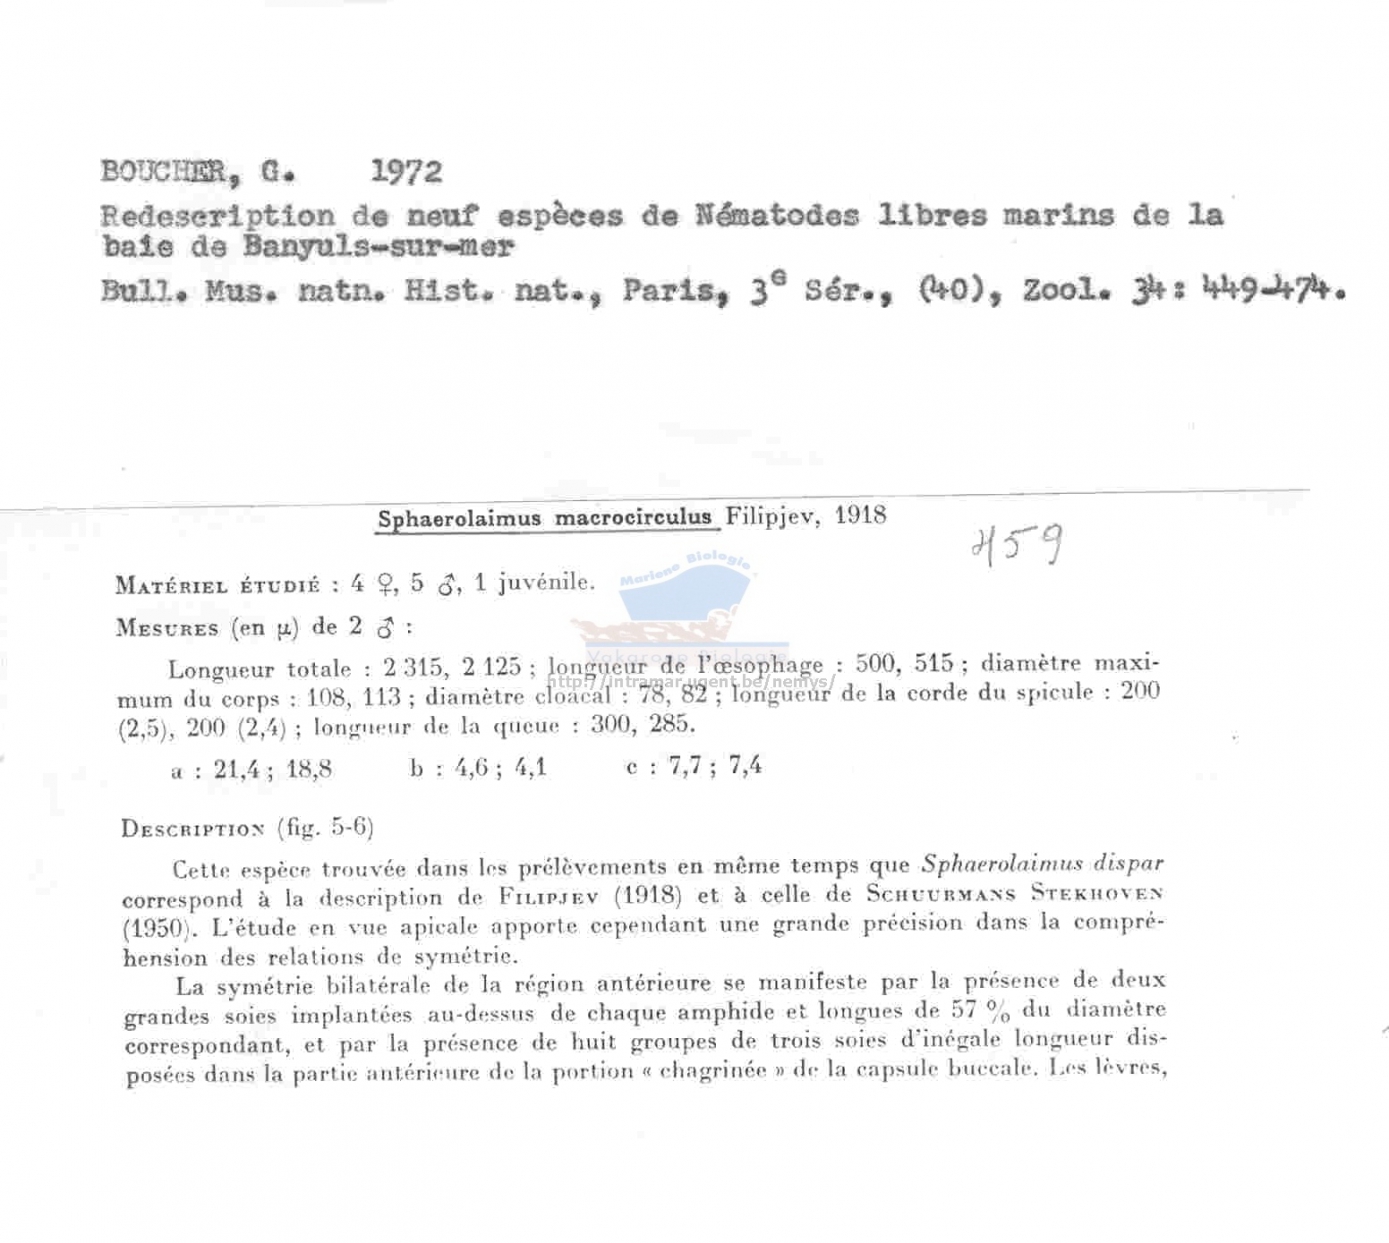 BOUCHER, G. 1972
Redescription de neuf espèces de Nématodes libres marins de la
baie de Banyuls-sur-mer
Bull. Mus. natn. Hist. nat., Paris, 3e Sér., (40), Zool. 34: 449-474.
Sphaerolaimus macrocirculus Filipjev, 1918
459
Marine Biologie
MATÉRIEL ÉTUDIÉ : 4 ♀, 5 ♂, 1 juvénile.
MESURES (en µ) de 2 ♂ :
Longueur totale : 2 315, 2 125 ; longueur de l'œsophage : 500, 515 ; diamètre maxi-
http://intramar.ugent.be/nemys/
mum du corps : 108, 113 ; diamètre cloacal : 78, 82 ; longueur de la corde du spicule : 200
(2,5), 200 (2,4) ; longueur de la queue : 300, 285.
a : 21,4 ; 18,8 b : 4,6 ; 4,1 c : 7,7 ; 7,4
DESCRIPTION (fig. 5-6)
Cette espèce trouvée dans les prélèvements en même temps que Sphaerolaimus dispar
correspond à la description de FILIPJEV (1918) et à celle de SCHUURMANS STEKHOVEN
(1950). L'étude en vue apicale apporte cependant une grande précision dans la compré-
hension des relations de symétrie.
La symétrie bilatérale de la région antérieure se manifeste par la présence de deux
grandes soies implantées au-dessus de chaque amphide et longues de 57 % du diamètre
correspondant, et par la présence de huit groupes de trois soies d'inégale longueur dis-
posées dans la partie antérieure de la portion « chagrinée » de la capsule buccale. Les lèvres,